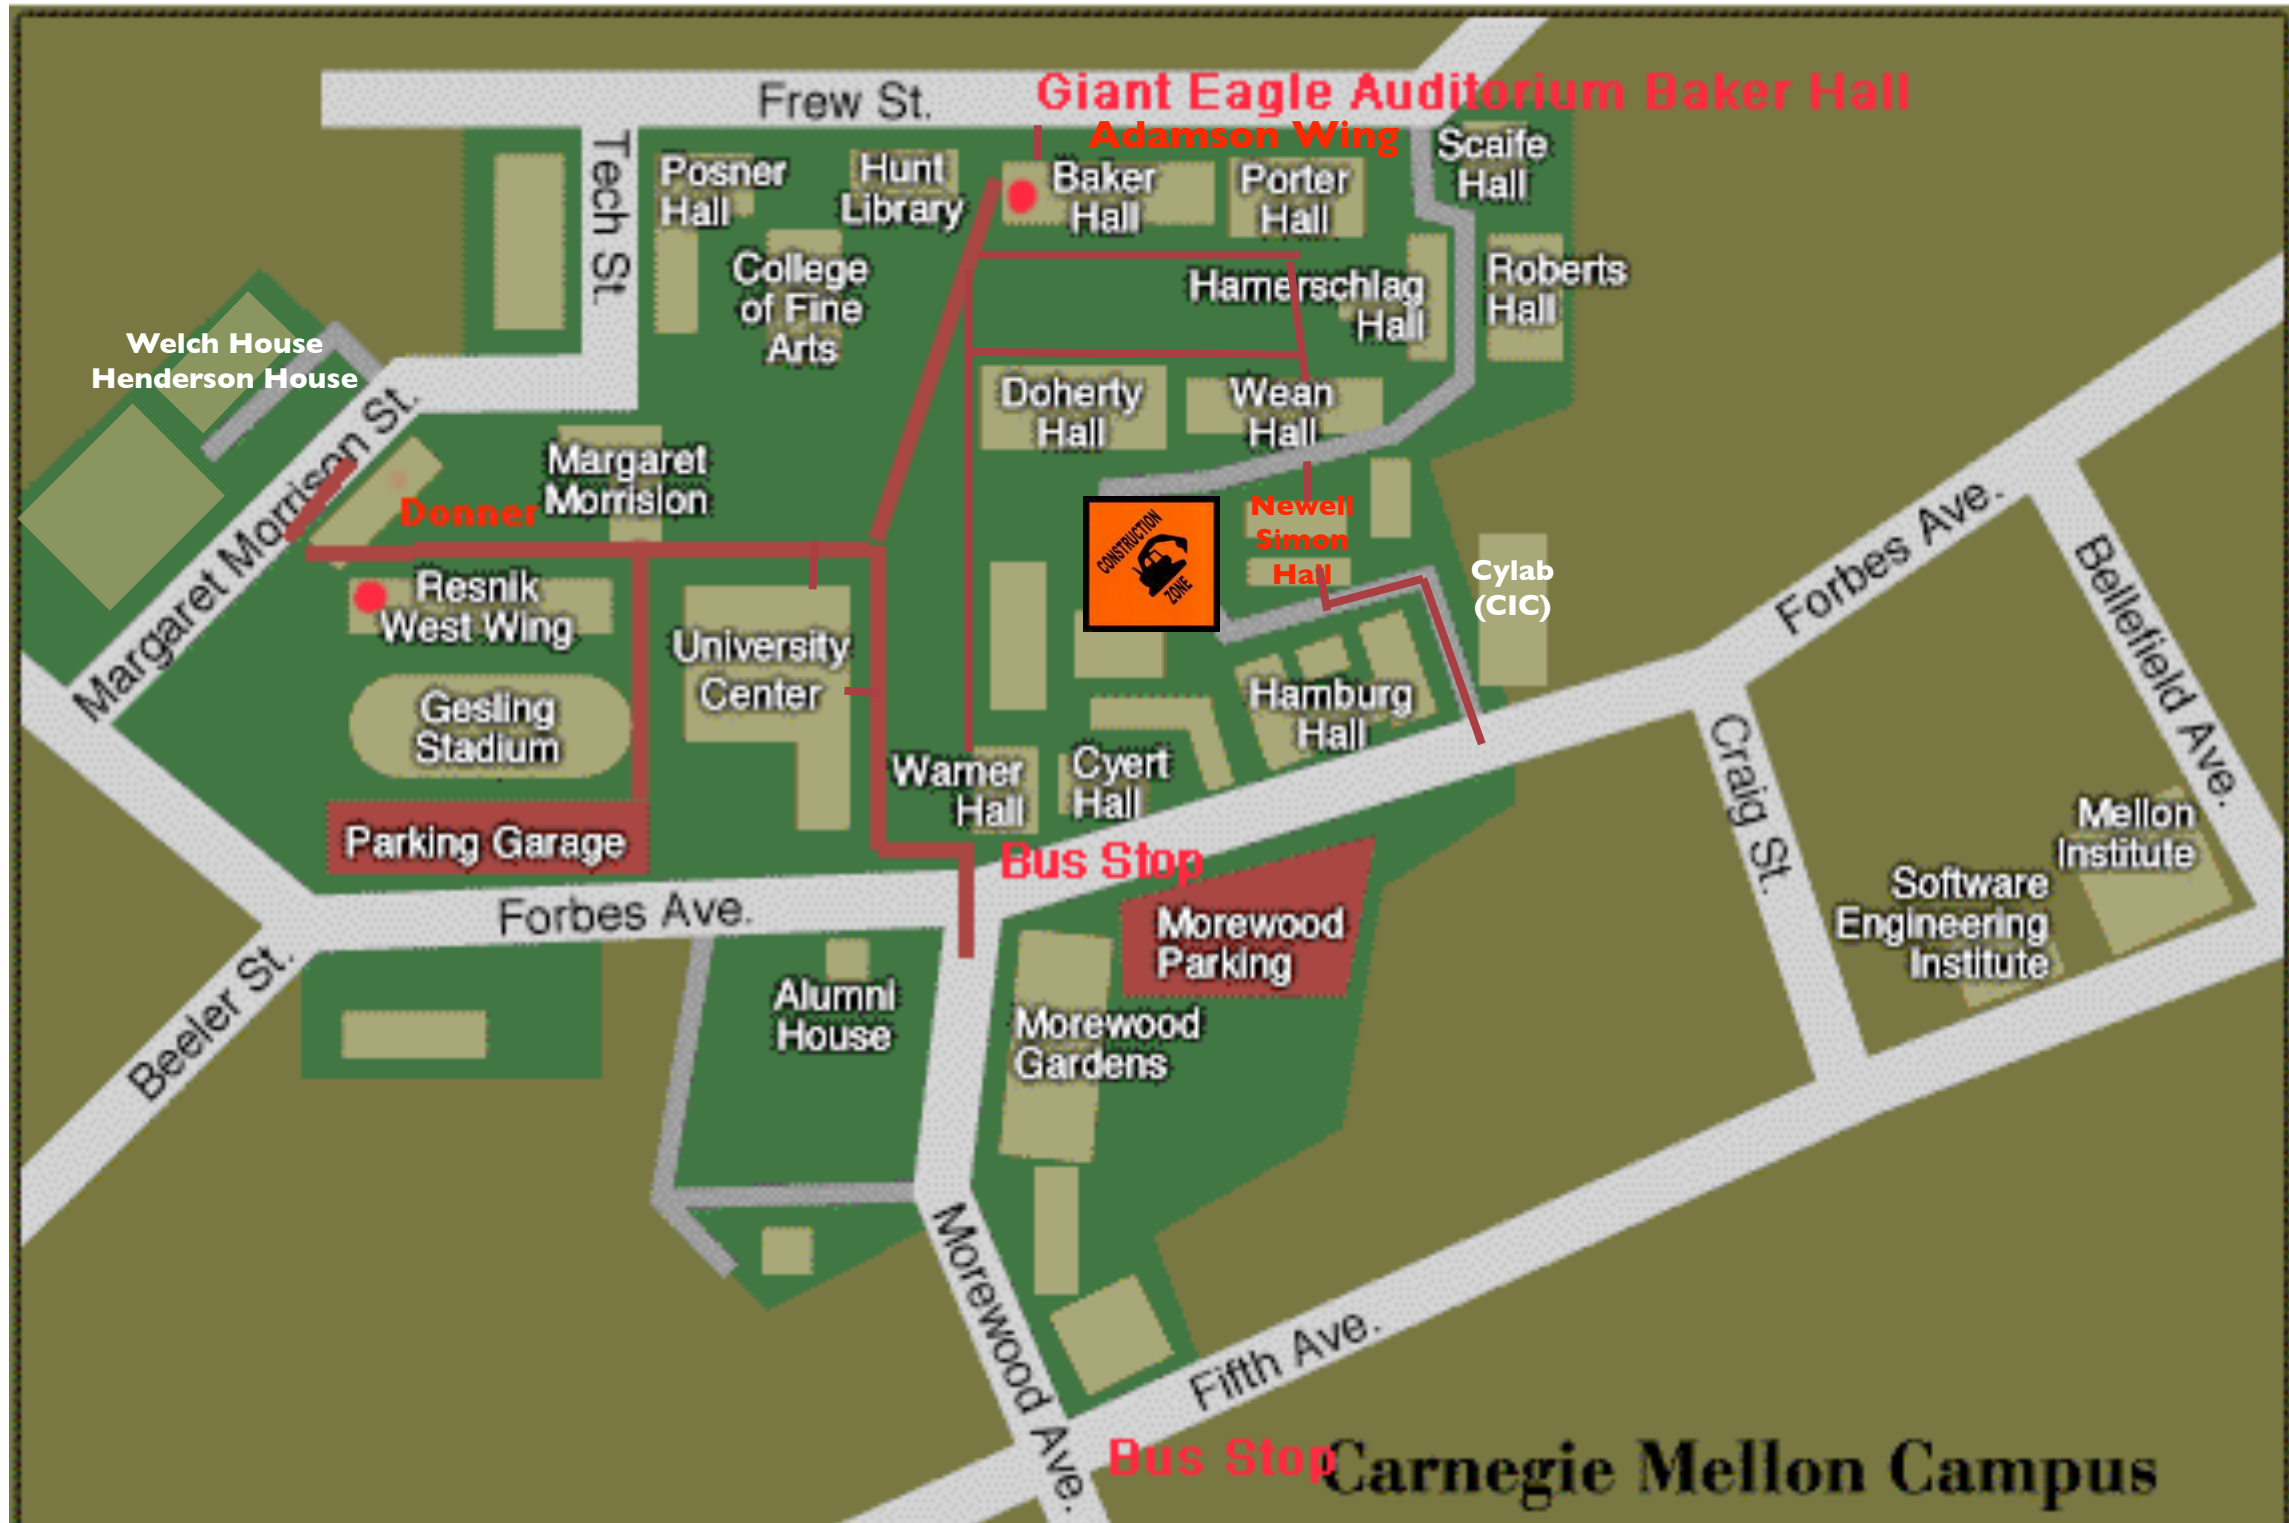 Frew St.
Giant Eagle Auditorium Baker Hall
Adamson Wing
Tech St.
Posner
Hall
Hunt
Library
Baker
Hall
Porter
Hall
Scaife
Hall
College
of Fine
Arts
Hamerschlag
Hall
Roberts
Hall
Welch House
Henderson House
Margaret Morrison St.
Doherty
Hall
Wean
Hall
Margaret
Morrision
Donner
CONSTRUCTION
ZONE
Newell
Simon
Hall
Cylab
(CIC)
Forbes Ave.
Bellefield Ave.
Resnik
West Wing
University
Center
Gesling
Stadium
Hamburg
Hall
Warner
Hall
Cyert
Hall
Craig St.
Parking Garage
Bus Stop
Mellon
Institute
Software
Engineering
Institute
Forbes Ave.
Morewood
Parking
Beeler St.
Alumni
House
Morewood
Gardens
Morewood Ave.
Fifth Ave.
Bus Stop
Carnegie Mellon Campus